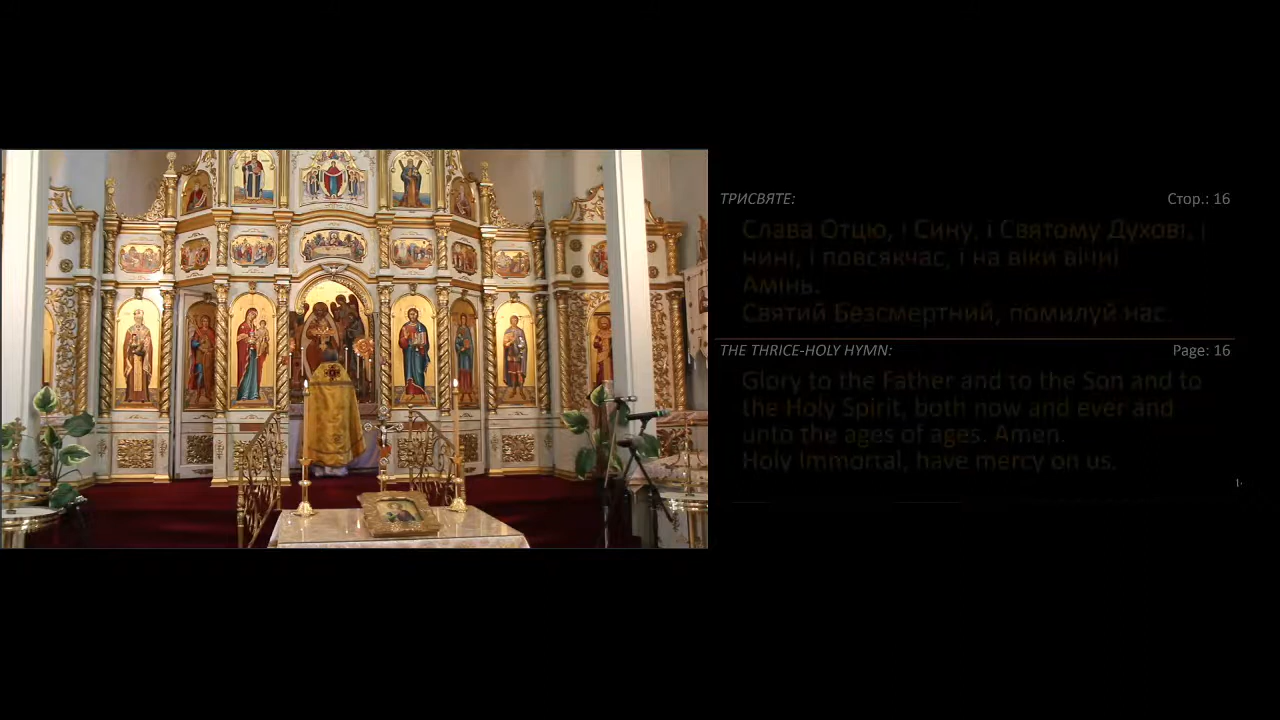 ТРИСВЯТЕ:
Стор.: 16
Слава Отцю, і Сину, і Святому Духові, і
нині, і повсякчас, і на віки вічні
Амінь.
Святий Безсмертний, помилуй нас.
THE THRICE-HOLY HYMN:
Page: 16
Glory to the Father and to the Son and to
the Holy Spirit, both now and ever and
unto the ages of ages. Amen.
Holy Immortal, have mercy on us.